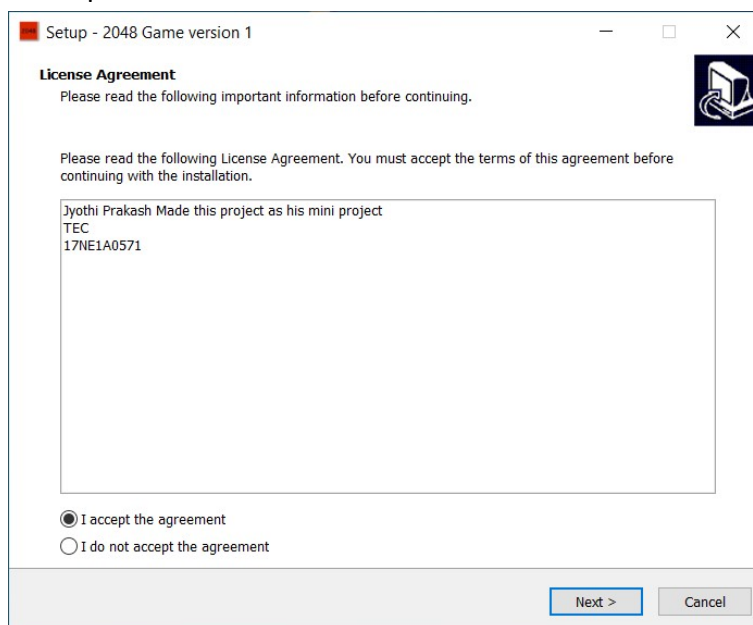 Setup - 2048 Game version 1
License Agreement
Please read the following important information before continuing.
Please read the following License Agreement. You must accept the terms of this agreement before
continuing with the installation.
Jyothi Prakash Made this project as his mini project
TEC
17NE1A0571
I accept the agreement
I do not accept the agreement
Next >
Cancel